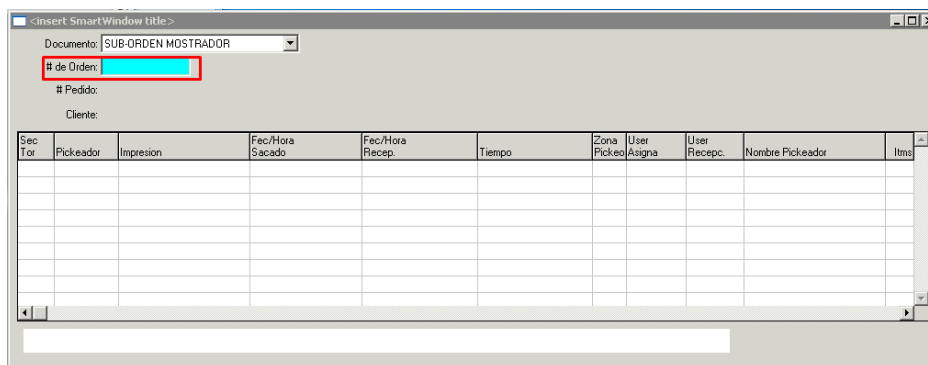 <insert SmartWindow title>
Documento: SUB-ORDEN MOSTRADOR
# de Orden:
# Pedido:
Cliente:
Sec Tor Pickeador Impresion Fec/Hora Sacado Fec/Hora Recep. Tiempo Zona Pickeo User Asigna User Recepc. Nombre Pickeador Itms